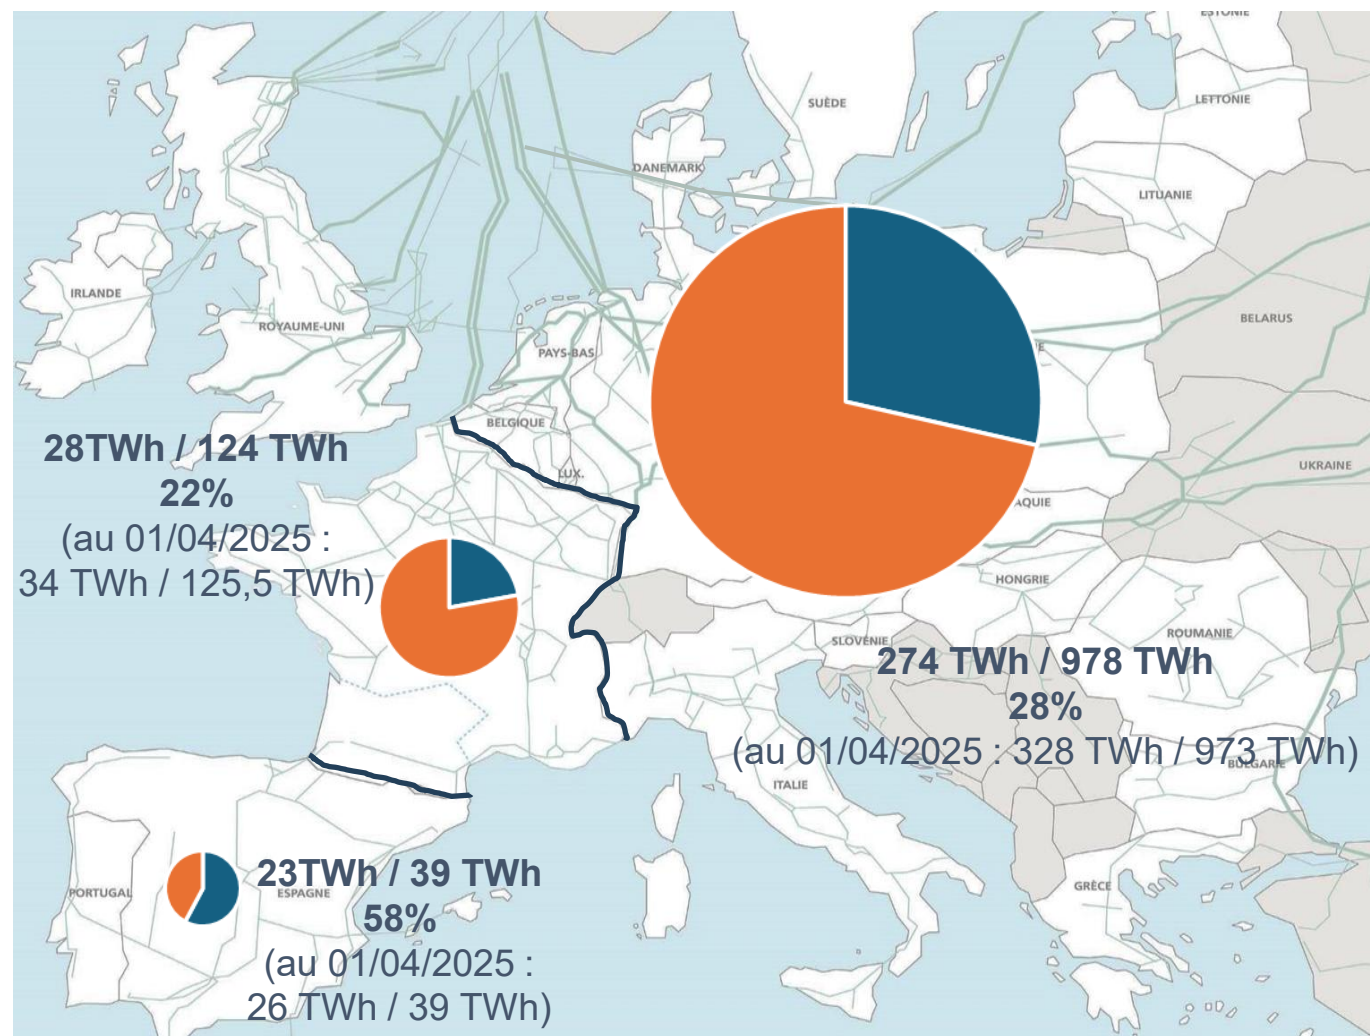 ESTONIE
SUÈDE
LETTONIE
DANEMARK
LITUANIE
IRLANDE
ROYAUME-UNI
BELARUS
PAYS-BAS
BELGIQUE
28TWh / 124 TWh
22%
(au 01/04/2025 :
34 TWh / 125,5 TWh)
LUX.
UKRAINE
AQUIE
HONGRIE
SLOVÉNIE
ROUMANIE
274 TWh / 978 TWh
28%
(au 01/04/2025 : 328 TWh / 973 TWh)
BULGARIE
ITALIE
23TWh / 39 TWh
58%
(au 01/04/2025 :
26 TWh / 39 TWh)
PORTUGAL
ESPAGNE
GRÈCE